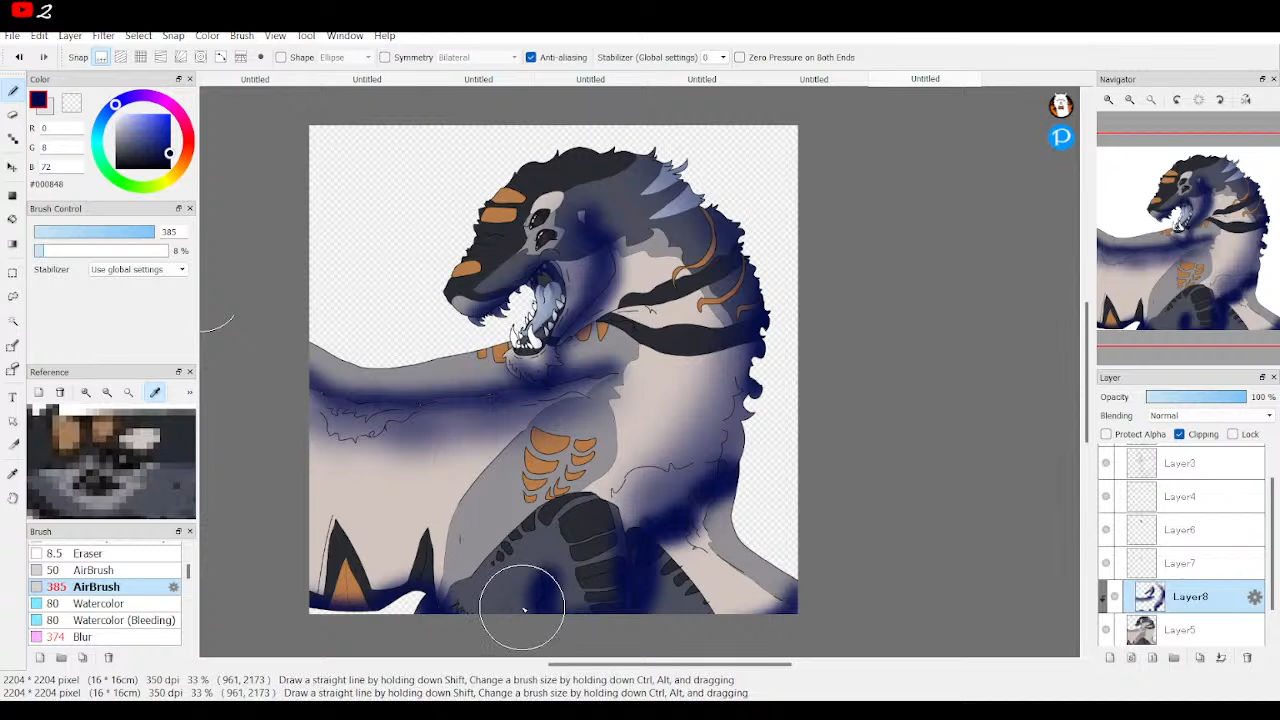 2
File Edit Layer Filter Select Snap Color Brush View Tool Window Help
Snap Shape Ellipse Symmetry Bilateral Anti-aliasing Stabilizer (Global settings) 0 Zero Pressure on Both Ends
Color Untitled Untitled Untitled Untitled Untitled Untitled Untitled Navigator
R 0
G 8
B 72
#000848
Brush Control
385
8 %
Stabilizer Use global settings
Reference
Brush
8.5 Eraser
50 AirBrush
385 AirBrush
80 Watercolor
80 Watercolor (Bleeding)
374 Blur
Layer
Opacity 100 %
Blending Normal
Protect Alpha Clipping Lock
Layer3
Layer4
Layer6
Layer7
Layer8
Layer5
2204 * 2204 pixel (16 * 16cm) 350 dpi 33 % ( 961, 2173 ) Draw a straight line by holding down Shift, Change a brush size by holding down Ctrl, Alt, and dragging
2204 * 2204 pixel (16 * 16cm) 350 dpi 33 % ( 961, 2173 ) Draw a straight line by holding down Shift, Change a brush size by holding down Ctrl, Alt, and dragging